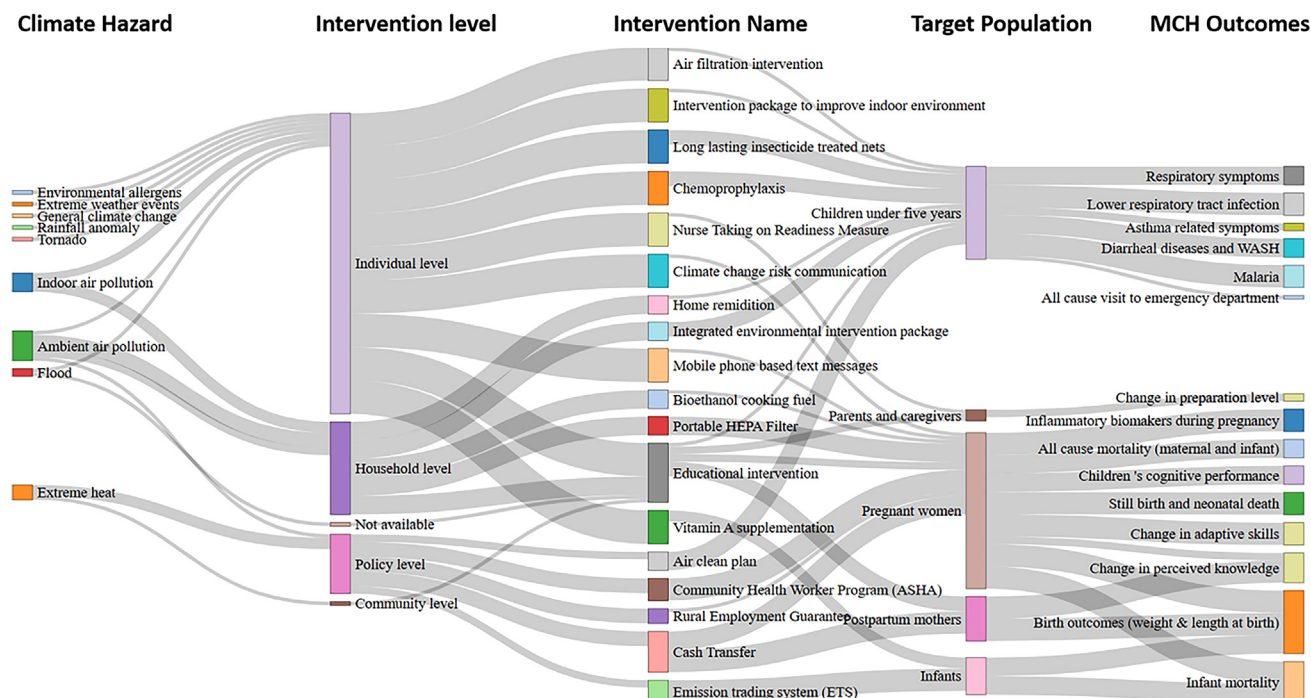 Climate Hazard
Intervention level
Intervention Name
Target Population
MCH Outcomes
Environmental allergens
Extreme weather events
General climate change
Rainfall anomaly
Tornado
Indoor air pollution
Ambient air pollution
Flood
Extreme heat
Individual level
Household level
Not available
Policy level
Community level
Air filtration intervention
Intervention package to improve indoor environment
Long lasting insecticide treated nets
Chemoprophylaxis
Nurse Taking on Readiness Measure
Climate change risk communication
Home remidition
Integrated environmental intervention package
Mobile phone based text messages
Bioethanol cooking fuel
Portable HEPA Filter
Educational intervention
Vitamin A supplementation
Air clean plan
Community Health Worker Program (ASHA)
Rural Employment Guarantee
Cash Transfer
Emission trading system (ETS)
Children under five years
Parents and caregivers
Pregnant women
Postpartum mothers
Infants
Respiratory symptoms
Lower respiratory tract infection
Asthma related symptoms
Diarrheal diseases and WASH
Malaria
All cause visit to emergency department
Change in preparation level
Inflammatory biomakers during pregnancy
All cause mortality (maternal and infant)
Children 's cognitive performance
Still birth and neonatal death
Change in adaptive skills
Change in perceived knowledge
Birth outcomes (weight & length at birth)
Infant mortality